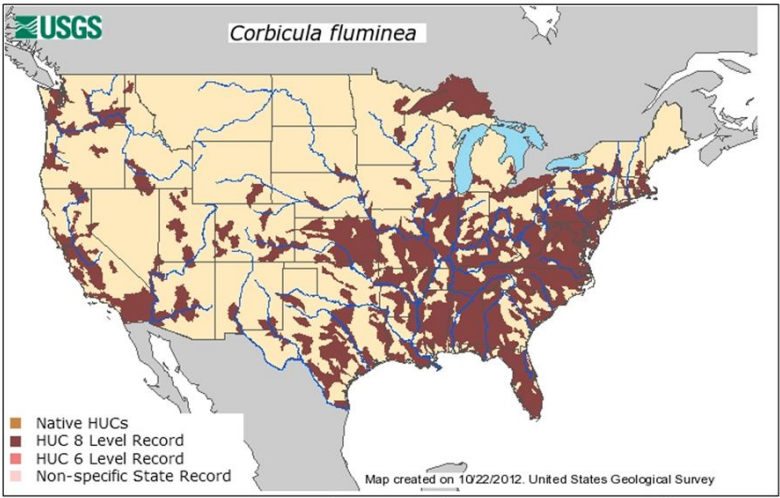 USGS
Corbicula fluminea
Native HUCs
HUC 8 Level Record
HUC 6 Level Record
Non-specific State Record
Map created on 10/22/2012. United States Geological Survey